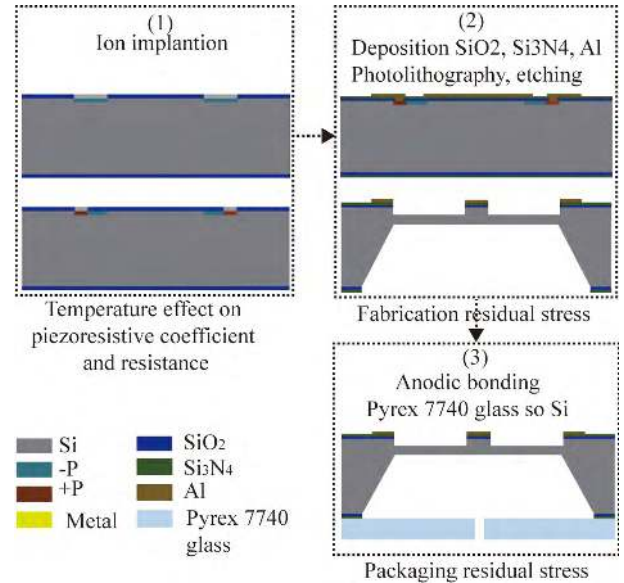 (1)
Ion implantion
Temperature effect on
piezoresistive coefficient
and resistance
(2)
Deposition SiO2, Si3N4, Al
Photolithography, etching
Fabrication residual stress
(3)
Anodic bonding
Pyrex 7740 glass so Si
Packaging residual stress
Si
-P
+P
Metal
SiO₂
Si₃N₄
Al
Pyrex 7740
glass